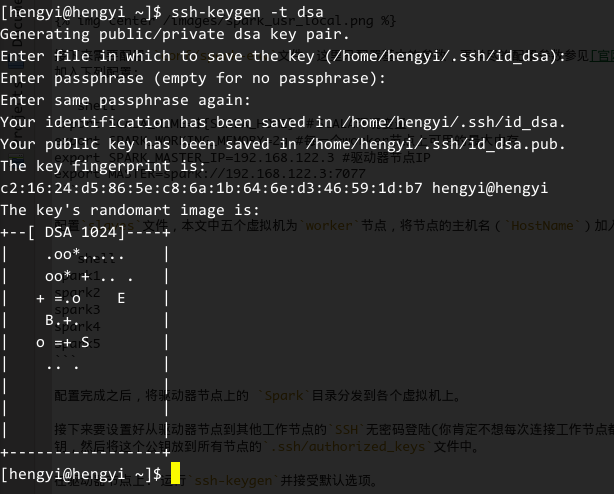 [hengyi@hengyi ~]$ ssh-keygen -t dsa
Generating public/private dsa key pair.
Enter file in which to save the key (/home/hengyi/.ssh/id_dsa):
Enter passphrase (empty for no passphrase):
Enter same passphrase again:
Your identification has been saved in /home/hengyi/.ssh/id_dsa.
Your public key has been saved in /home/hengyi/.ssh/id_dsa.pub.
export SPARK_MASTER_IP=192.168.122.3 #驱动器节点IP
The key fingerprint is:
export MASTER=spark://192.168.122.3:7077
c2:16:24:d5:86:5e:c8:6a:1b:64:6e:d3:46:59:1d:b7 hengyi@hengyi
The key's randomart image is:
文件，本文中五个虚拟机为`worker`节点，将节点的主机名（`HostName`）加入
+--[ DSA 1024]----+
|    .oo*.....    |
|    oo* + .. .   |
|   + =.o    E    |
spark2
|    B.+.         |
spark3
|   o =+ S        |
spark4
|    .. .         |
|                 |
配置完成之后，将驱动器节点上的 `Spark`目录分发到各个虚拟机上。
|                 |
接下来要设置好从驱动器节点到其他工作节点的`SSH`无密码登陆(你肯定不想每次连接工作节点都
|                 |
钥，然后将这个公钥放到所有节点的`.ssh/authorized_keys`文件中。
+-----------------+
[hengyi@hengyi ~]$
`ssh-keygen`并接受默认选项。